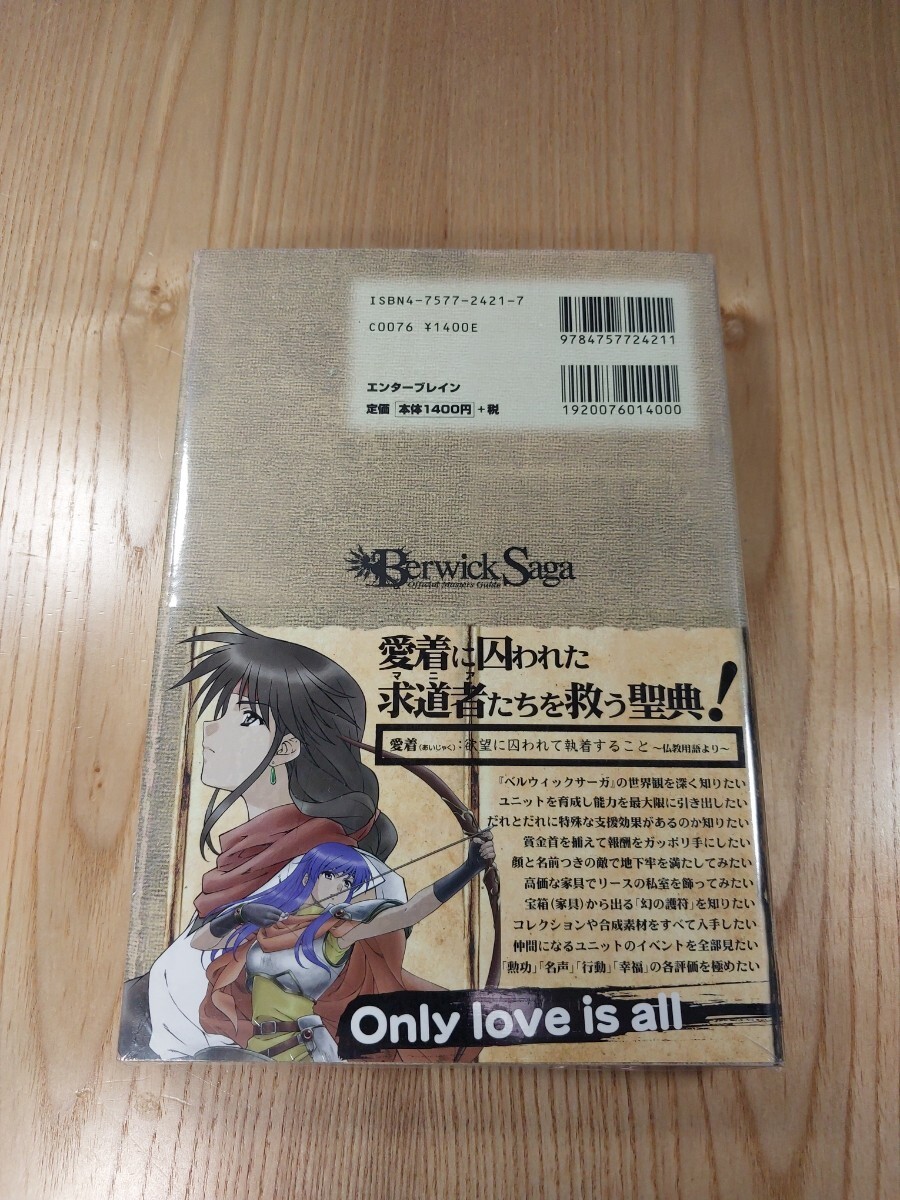 ISBN4-7577-2421-7
C0076 ¥1400E
9784757724211
エンターブレイン
定価 本体1400円 +税
1920076014000
Berwick Saga
Official Masters Guide
愛着に囚われた
マニア
求道者たちを救う聖典!
愛着(あいじゃく):欲望に囚われて執着すること ~仏教用語より~
『ベルウィックサーガ』の世界観を深く知りたい
ユニットを育成し能力を最大限に引き出したい
だれとだれに特殊な支援効果があるのか知りたい
賞金首を捕えて報酬をガッポリ手にしたい
顔と名前つきの敵で地下牢を満たしてみたい
高価な家具でリースの私室を飾ってみたい
宝箱(家具)から出る「幻の護符」を知りたい
コレクションや合成素材をすべて入手したい
仲間になるユニットのイベントを全部見たい
「勲功」「名声」「行動」「幸福」の各評価を極めたい
Only love is all